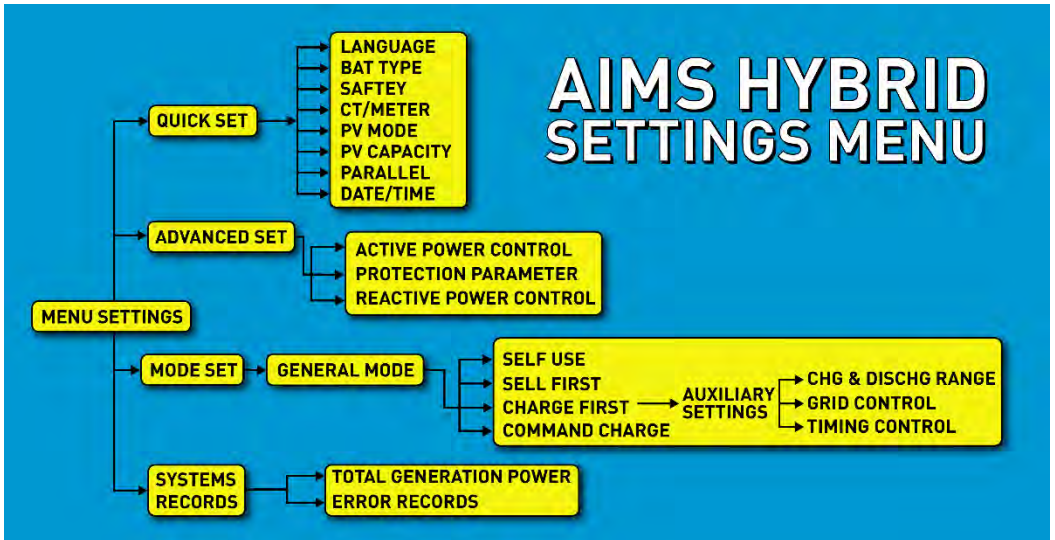 AIMS HYBRID
SETTINGS MENU
MENU SETTINGS
QUICK SET
LANGUAGE
BAT TYPE
SAFTEY
CT/METER
PV MODE
PV CAPACITY
PARALLEL
DATE/TIME
ADVANCED SET
ACTIVE POWER CONTROL
PROTECTION PARAMETER
REACTIVE POWER CONTROL
MODE SET
GENERAL MODE
SELF USE
SELL FIRST
CHARGE FIRST
COMMAND CHARGE
AUXILIARY
SETTINGS
CHG & DISCHG RANGE
GRID CONTROL
TIMING CONTROL
SYSTEMS
RECORDS
TOTAL GENERATION POWER
ERROR RECORDS